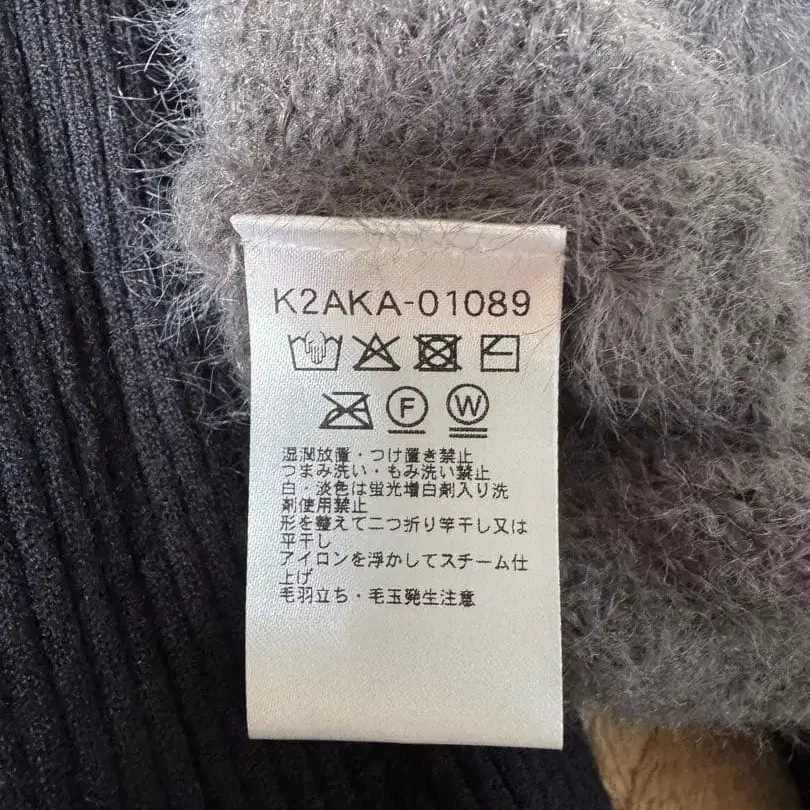 K2AKA-01089
F W
湿潤放置・つけ置き禁止
つまみ洗い・もみ洗い禁止
白・淡色は蛍光増白剤入り洗
剤使用禁止
形を整えて二つ折り竿干し又は
平干し
アイロンを浮かしてスチーム仕
上げ
毛羽立ち・毛玉発生注意